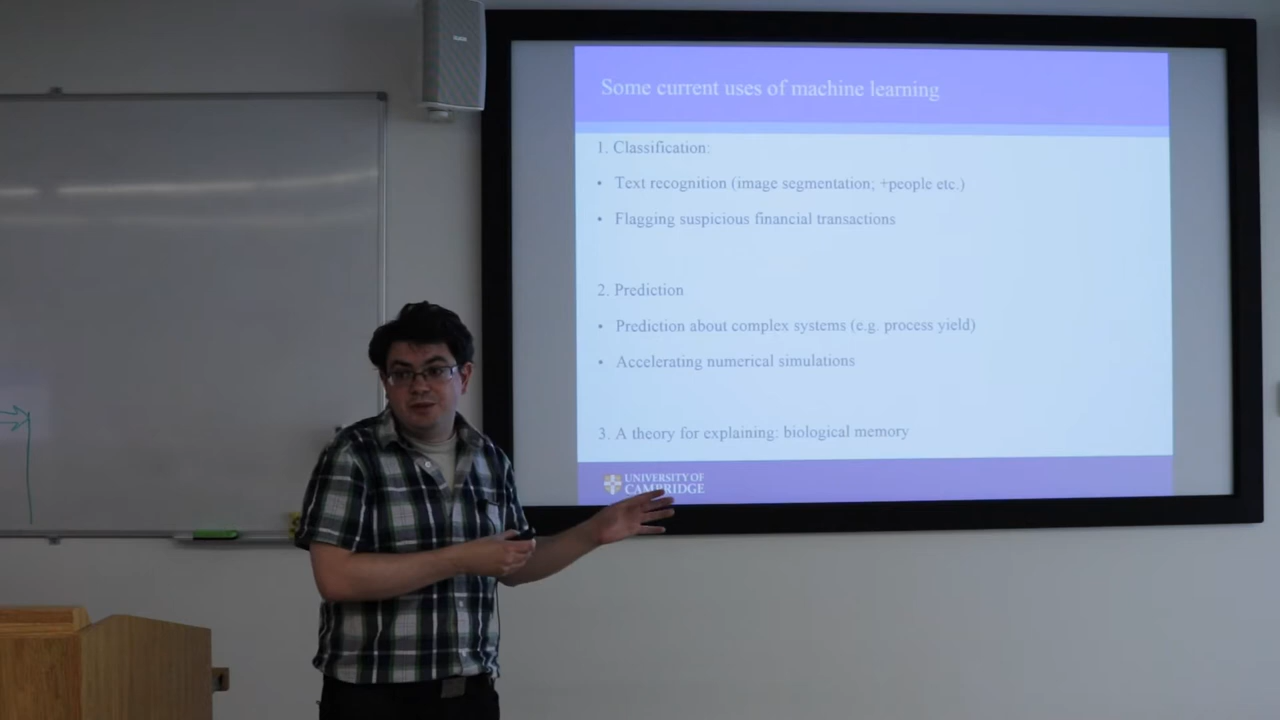 Some current uses of machine learning
1. Classification:
• Text recognition (image segmentation; +people etc.)
• Flagging suspicious financial transactions
2. Prediction
• Prediction about complex systems (e.g. process yield)
• Accelerating numerical simulations
3. A theory for explaining: biological memory
UNIVERSITY OF
CAMBRIDGE